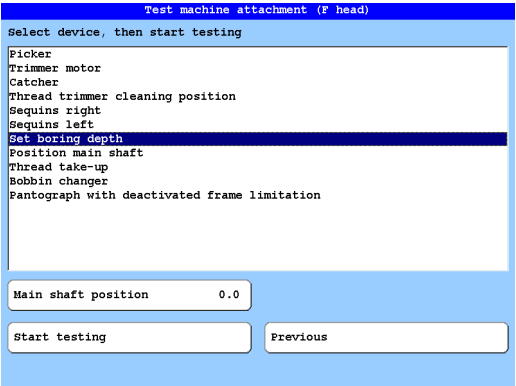 Test machine attachment (F head)
Select device, then start testing
Picker
Trimmer motor
Catcher
Thread trimmer cleaning position
Sequins right
Sequins left
Set boring depth
Position main shaft
Thread take-up
Bobbin changer
Pantograph with deactivated frame limitation
Main shaft position 0.0
Start testing Previous